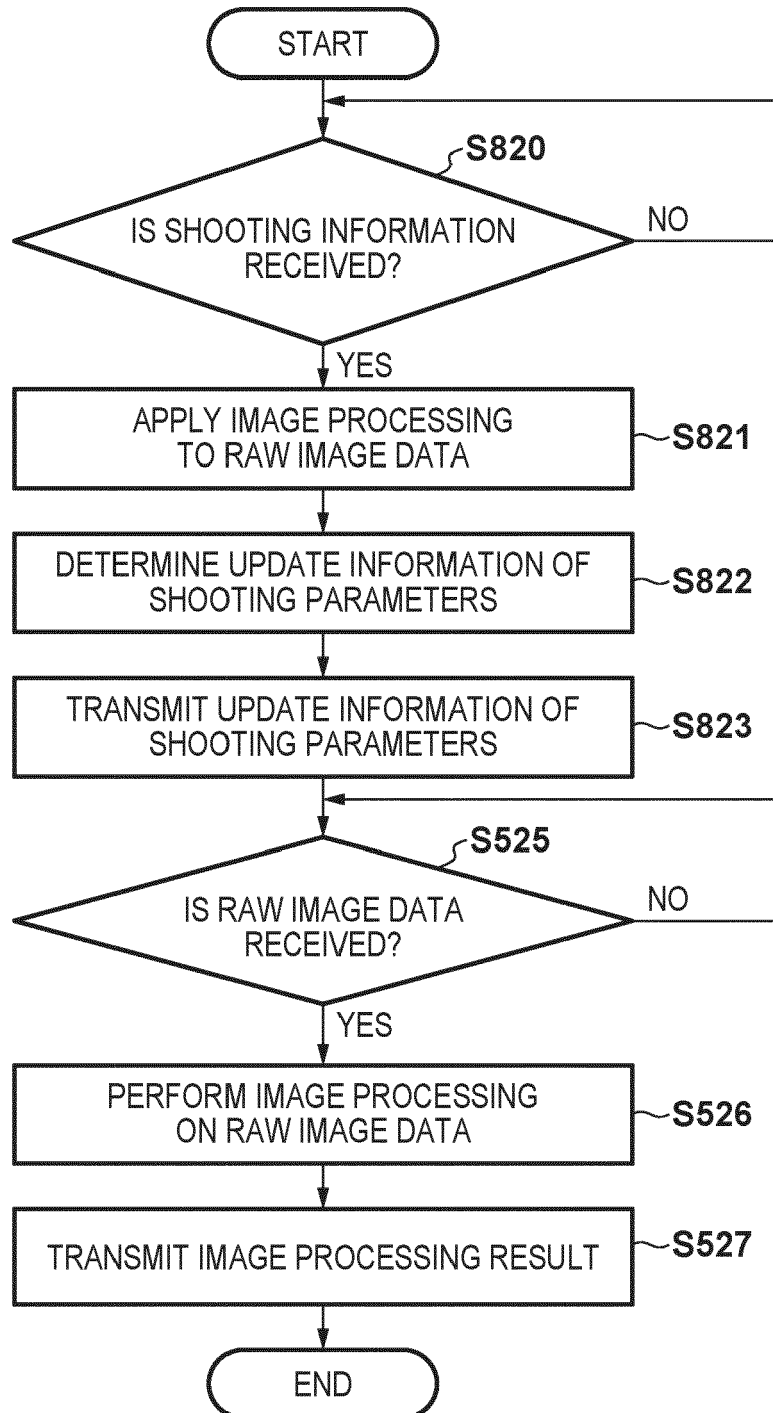 START
S820
IS SHOOTING INFORMATION
RECEIVED?
NO
YES
APPLY IMAGE PROCESSING
TO RAW IMAGE DATA
S821
DETERMINE UPDATE INFORMATION OF
SHOOTING PARAMETERS
S822
TRANSMIT UPDATE INFORMATION OF
SHOOTING PARAMETERS
S823
S525
IS RAW IMAGE DATA
RECEIVED?
NO
YES
PERFORM IMAGE PROCESSING
ON RAW IMAGE DATA
S526
TRANSMIT IMAGE PROCESSING RESULT
S527
END